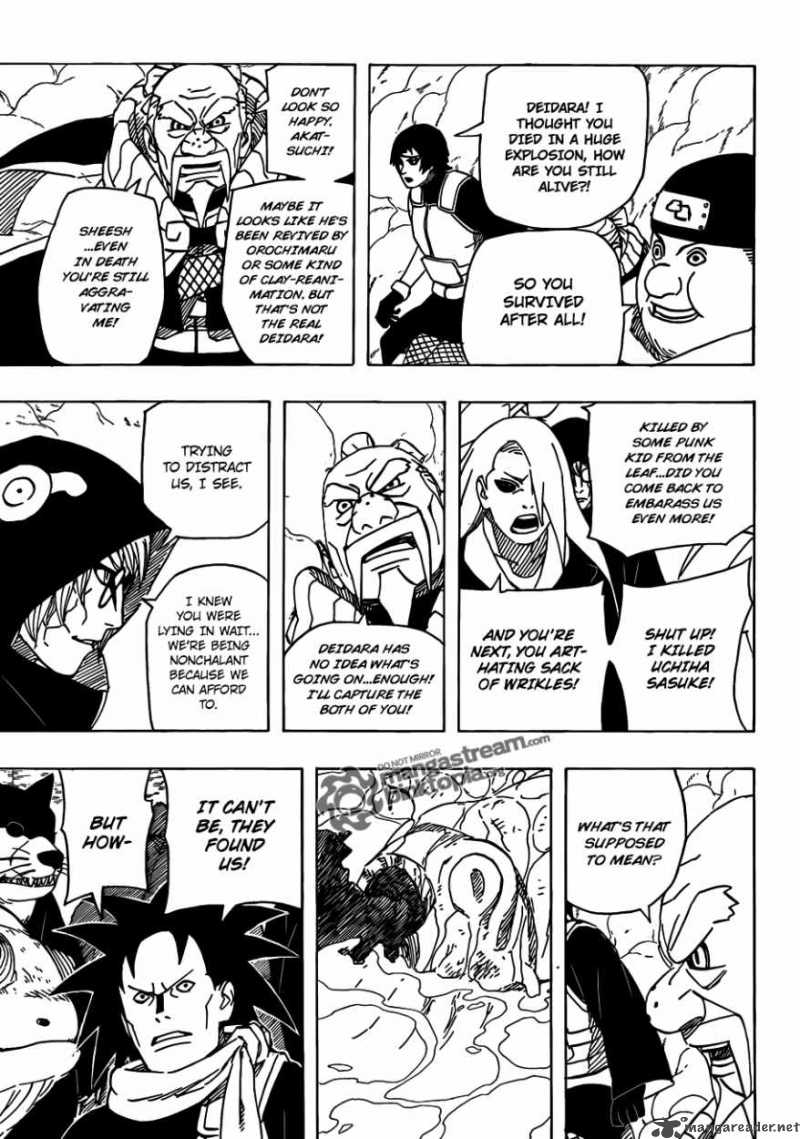 DEIDARA! I
THOUGHT YOU
DIED IN A HUGE
EXPLOSION, HOW
ARE YOU STILL
ALIVE?!
SO YOU
SURVIVED
AFTER ALL!
DON'T
LOOK SO
HAPPY,
AKAT-
SUCHI!
MAYBE IT
LOOKS LIKE HE'S
BEEN REVIVED BY
OROCHIMARU
OR SOME KIND
OF CLAY-REANI-
MATION. BUT
THAT'S NOT
THE REAL
DEIDARA!
SHEESH
...EVEN
IN DEATH
YOU'RE STILL
AGGRA-
VATING
ME!
KILLED BY
SOME PUNK
KID FROM THE
LEAF...DID YOU
COME BACK TO
EMBARASS US
EVEN MORE!
SHUT UP!
I KILLED
UCHIHA
SASUKE!
AND YOU'RE
NEXT, YOU ART-
HATING SACK
OF WRIKLES!
DEIDARA HAS
NO IDEA WHAT'S
GOING ON...ENOUGH!
I'LL CAPTURE THE
BOTH OF YOU!
TRYING
TO DISTRACT
US, I SEE.
I KNEW
YOU WERE
LYING IN WAIT...
WE'RE BEING
NONCHALANT
BECAUSE WE
CAN AFFORD
TO.
WHAT'S THAT
SUPPOSED
TO MEAN?
DO NOT MIRROR
mangastream.com
IT CAN'T
BE, THEY
FOUND
US!
BUT
HOW-
mangareader.net